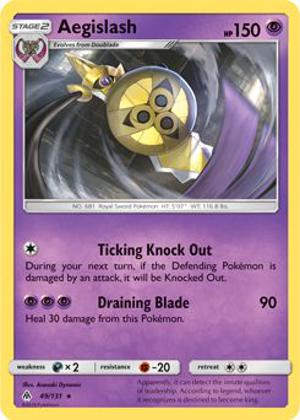 STAGE 2 Aegislash HP 150
Evolves from Doublade
NO. 681 Royal Sword Pokémon HT: 5'07" WT: 116.8 lbs.
Ticking Knock Out
During your next turn, if the Defending Pokémon is
damaged by an attack, it will be Knocked Out.
Draining Blade 90
Heal 30 damage from this Pokémon.
weakness ×2 resistance -20 retreat
Illus. Anesaki Dynamic
49/131 ★
Apparently, it can detect the innate qualities
of leadership. According to legend, whoever
it recognizes is destined to become king.